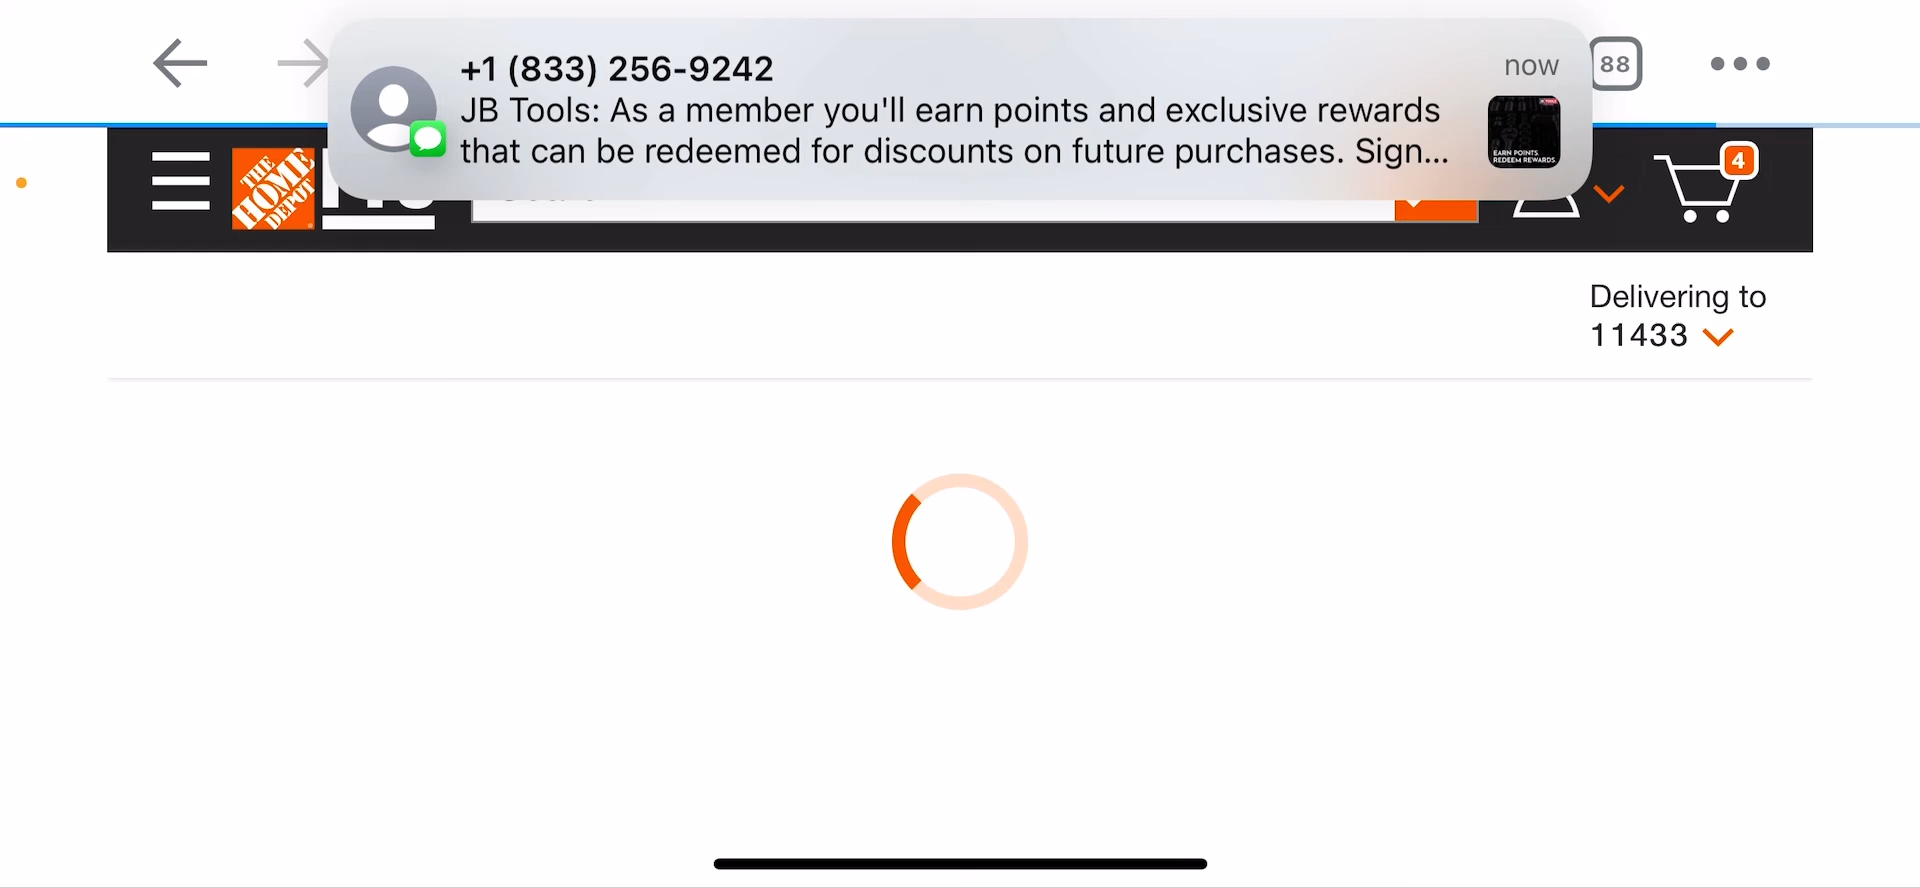 +1 (833) 256-9242
now
88
JB Tools: As a member you'll earn points and exclusive rewards
that can be redeemed for discounts on future purchases. Sign...
EARN POINTS.
REDEEM REWARDS.
THE
HOME
DEPOT
4
Delivering to
11433